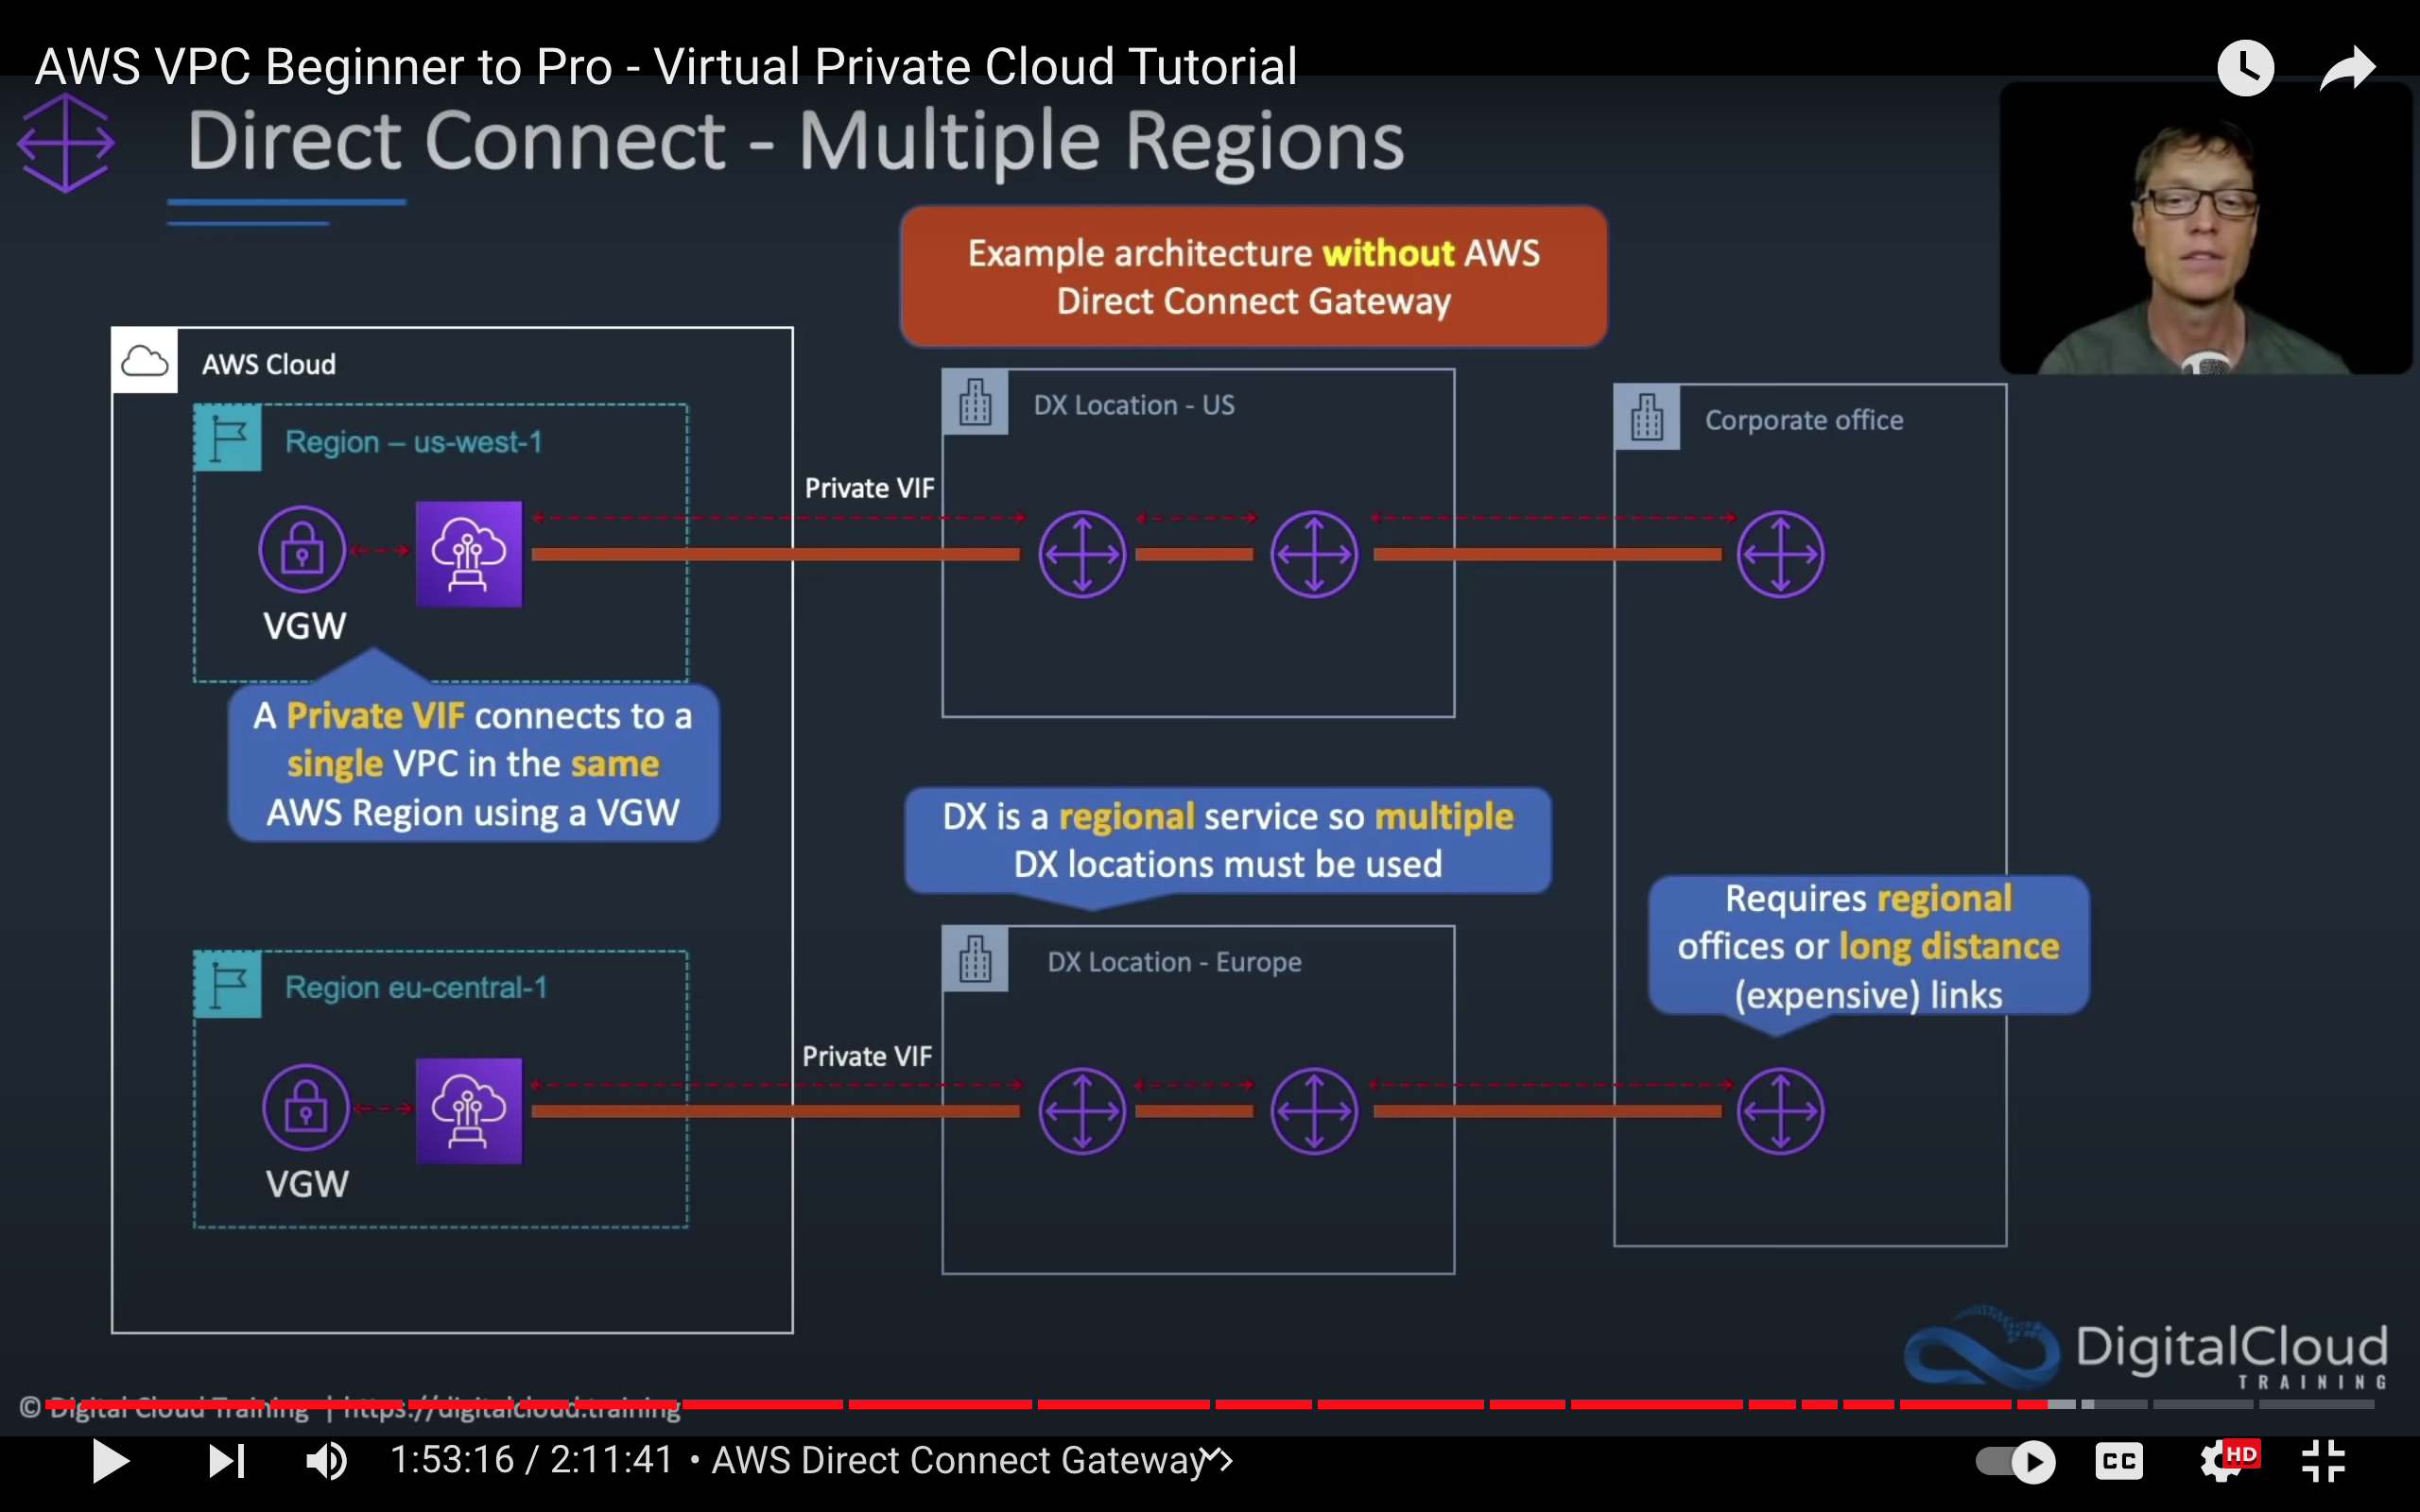 AWS VPC Beginner to Pro - Virtual Private Cloud Tutorial
Direct Connect - Multiple Regions
Example architecture without AWS
Direct Connect Gateway
AWS Cloud
Region – us-west-1
VGW
A Private VIF connects to a
single VPC in the same
AWS Region using a VGW
Region eu-central-1
VGW
Private VIF
Private VIF
DX Location - US
DX is a regional service so multiple
DX locations must be used
DX Location - Europe
Corporate office
Requires regional
offices or long distance
(expensive) links
DigitalCloud
TRAINING
© Digital Cloud Training | https://digitalcloud.training
1:53:16 / 2:11:41 • AWS Direct Connect Gateway
CC
HD